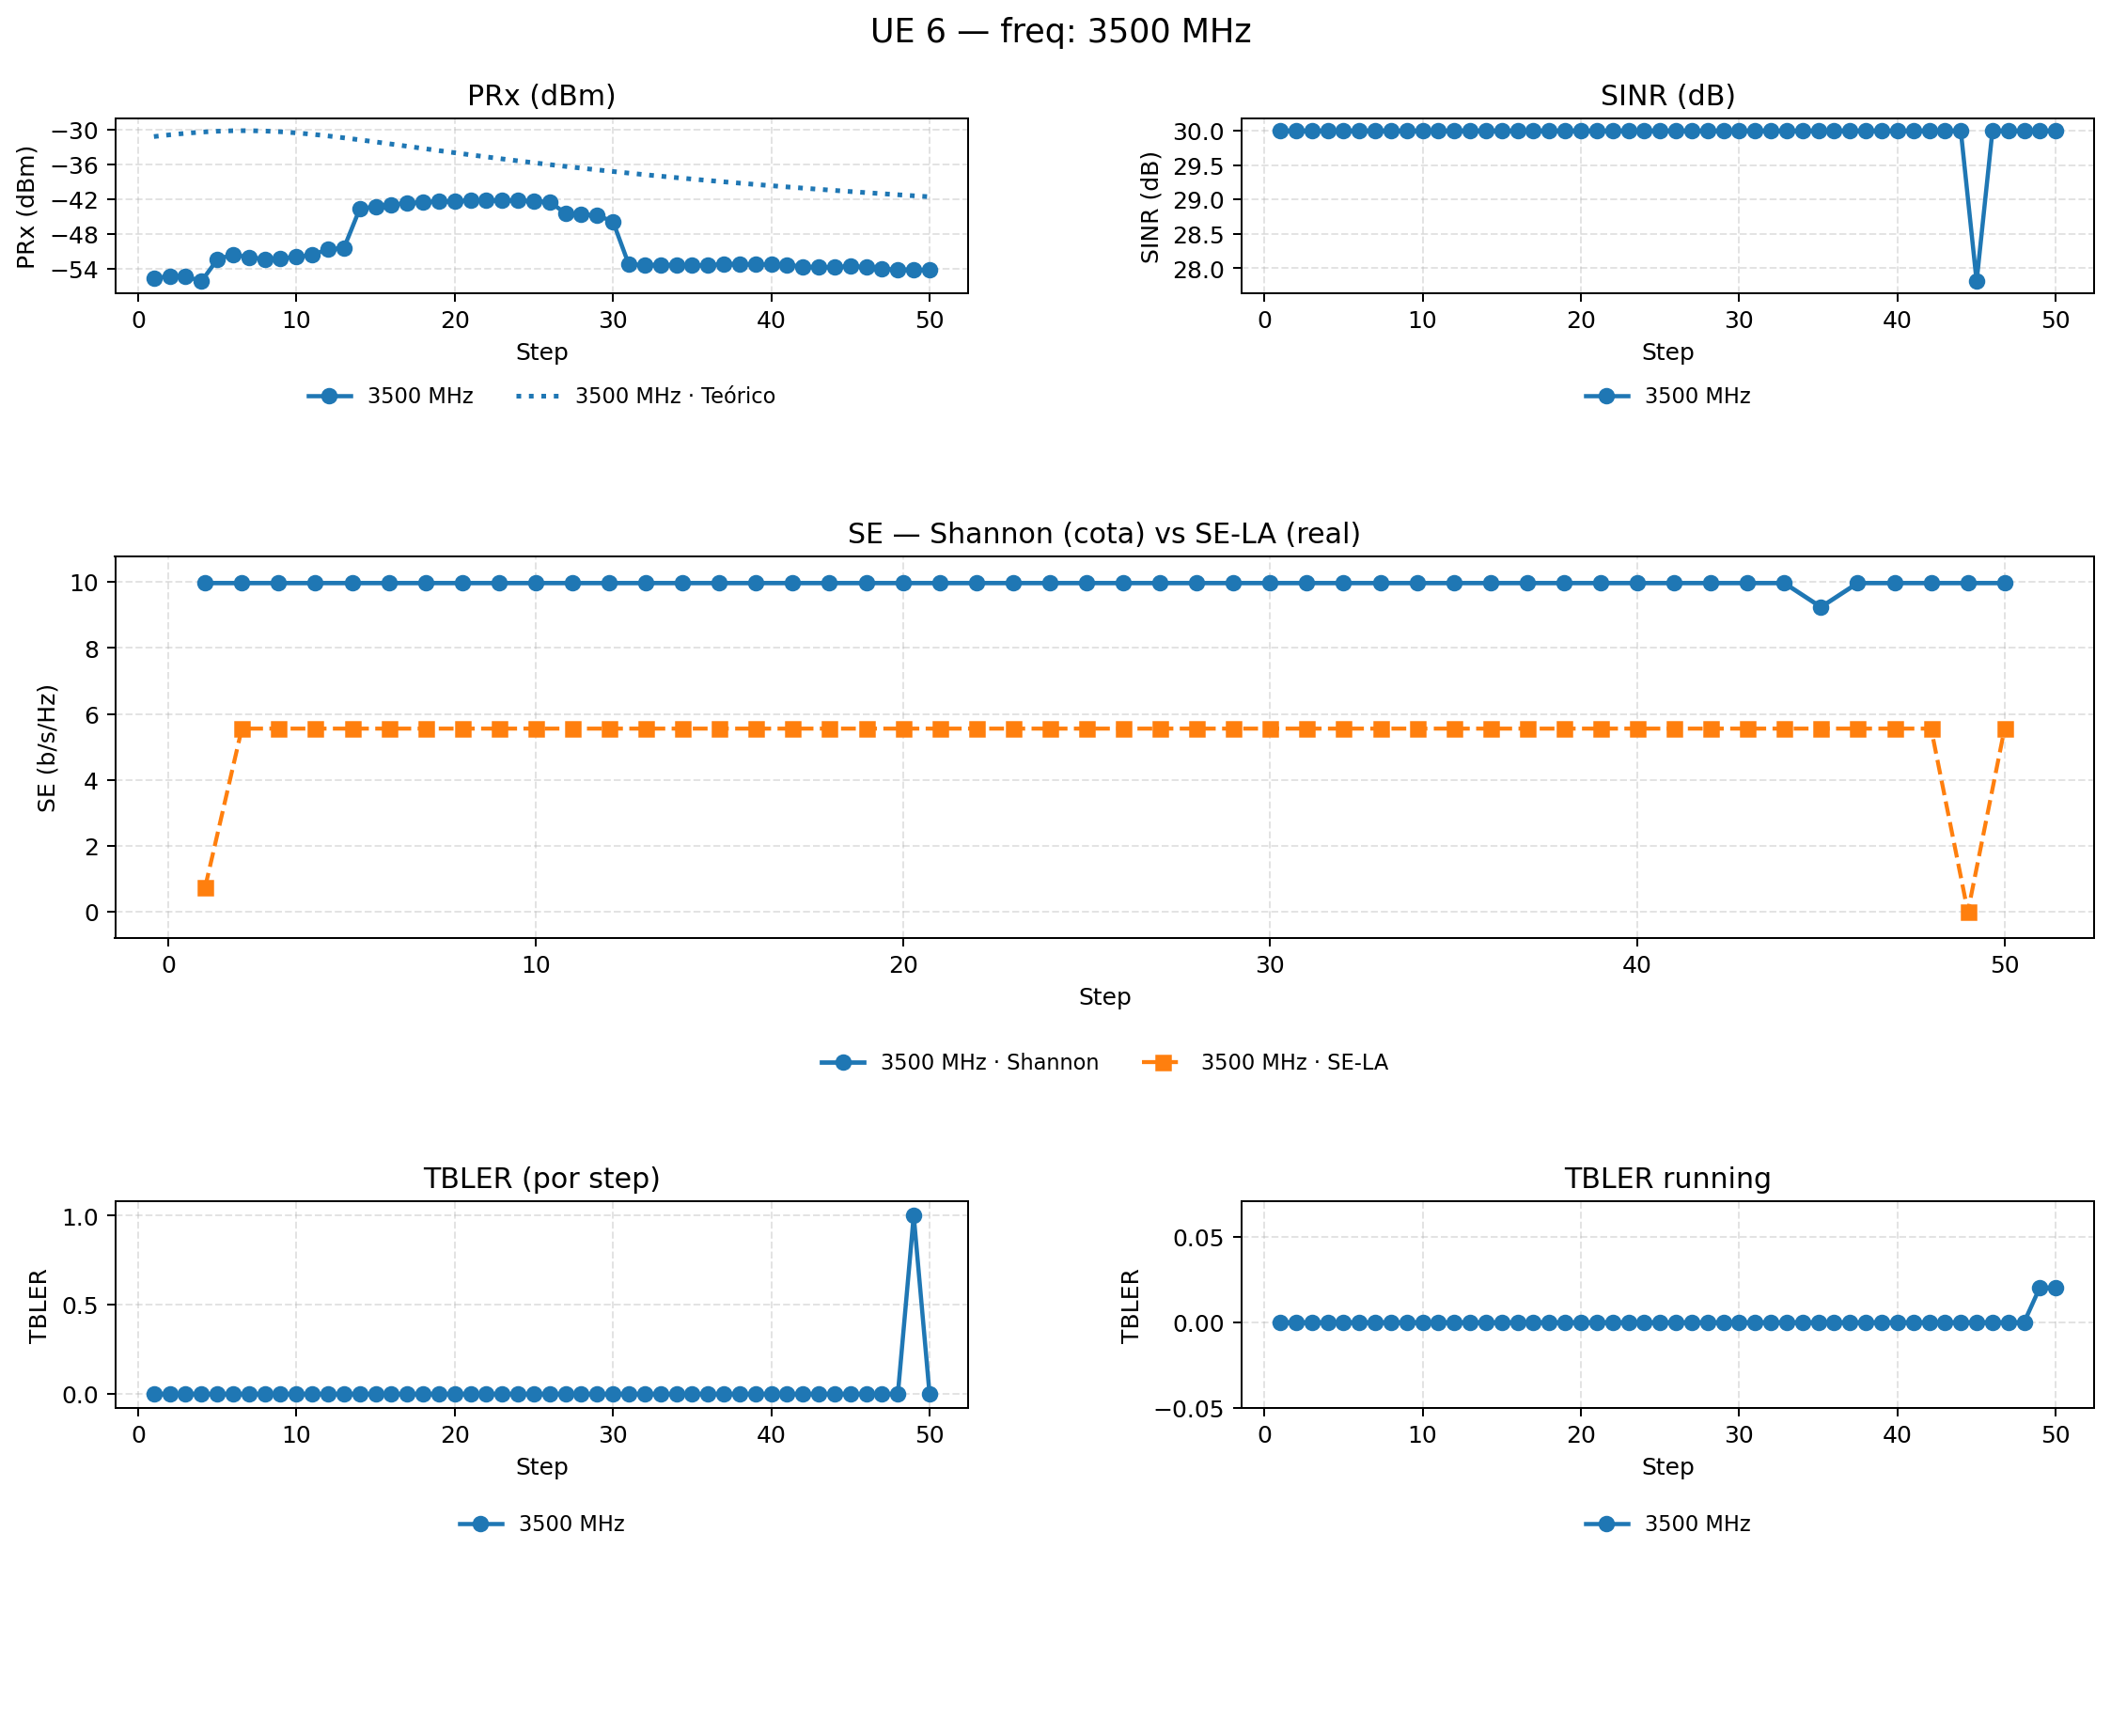 UE 6 — freq: 3500 MHz
PRx (dBm)
PRx (dBm)
−30
−36
−42
−48
−54
0 10 20 30 40 50
Step
3500 MHz 3500 MHz · Teórico
SINR (dB)
SINR (dB)
30.0
29.5
29.0
28.5
28.0
0 10 20 30 40 50
Step
3500 MHz
SE — Shannon (cota) vs SE-LA (real)
SE (b/s/Hz)
10
8
6
4
2
0
0 10 20 30 40 50
Step
3500 MHz · Shannon 3500 MHz · SE-LA
TBLER (por step)
TBLER
1.0
0.5
0.0
0 10 20 30 40 50
Step
3500 MHz
TBLER running
TBLER
0.05
0.00
−0.05
0 10 20 30 40 50
Step
3500 MHz